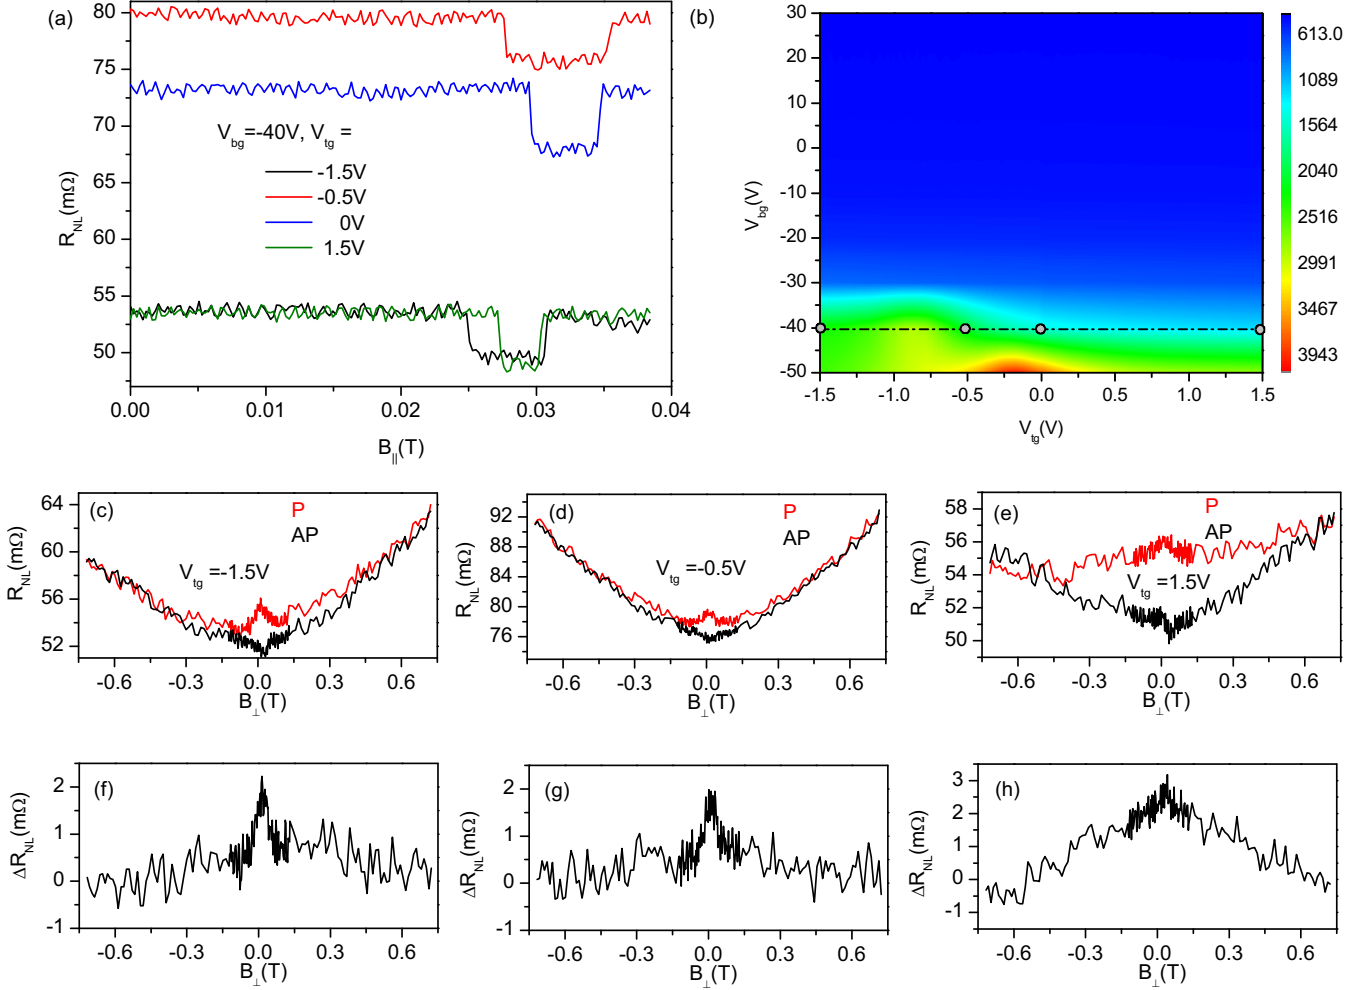 (a)
80
75
70
65
60
55
50
R_NL(mΩ)
V_bg=-40V, V_tg =
-1.5V
-0.5V
0V
1.5V
0.00 0.01 0.02 0.03 0.04
B_||(T)
(b)
30
20
10
0
-10
-20
-30
-40
-50
V_bg(V)
-1.5 -1.0 -0.5 0.0 0.5 1.0 1.5
V_tg(V)
613.0
1089
1564
2040
2516
2991
3467
3943
(c)
P
AP
V_tg =-1.5V
64
60
56
52
R_NL(mΩ)
-0.6 -0.3 0.0 0.3 0.6
B_⊥(T)
(d)
P
AP
V_tg =-0.5V
92
88
84
80
76
R_NL(mΩ)
-0.6 -0.3 0.0 0.3 0.6
B_⊥(T)
(e)
P
AP
V_tg =1.5V
58
56
54
52
50
R_NL(mΩ)
-0.6 -0.3 0.0 0.3 0.6
B_⊥(T)
(f)
2
1
0
-1
ΔR_NL(mΩ)
-0.6 -0.3 0.0 0.3 0.6
B_⊥(T)
(g)
2
1
0
-1
ΔR_NL(mΩ)
-0.6 -0.3 0.0 0.3 0.6
B_⊥(T)
(h)
3
2
1
0
-1
ΔR_NL(mΩ)
-0.6 -0.3 0.0 0.3 0.6
B_⊥(T)